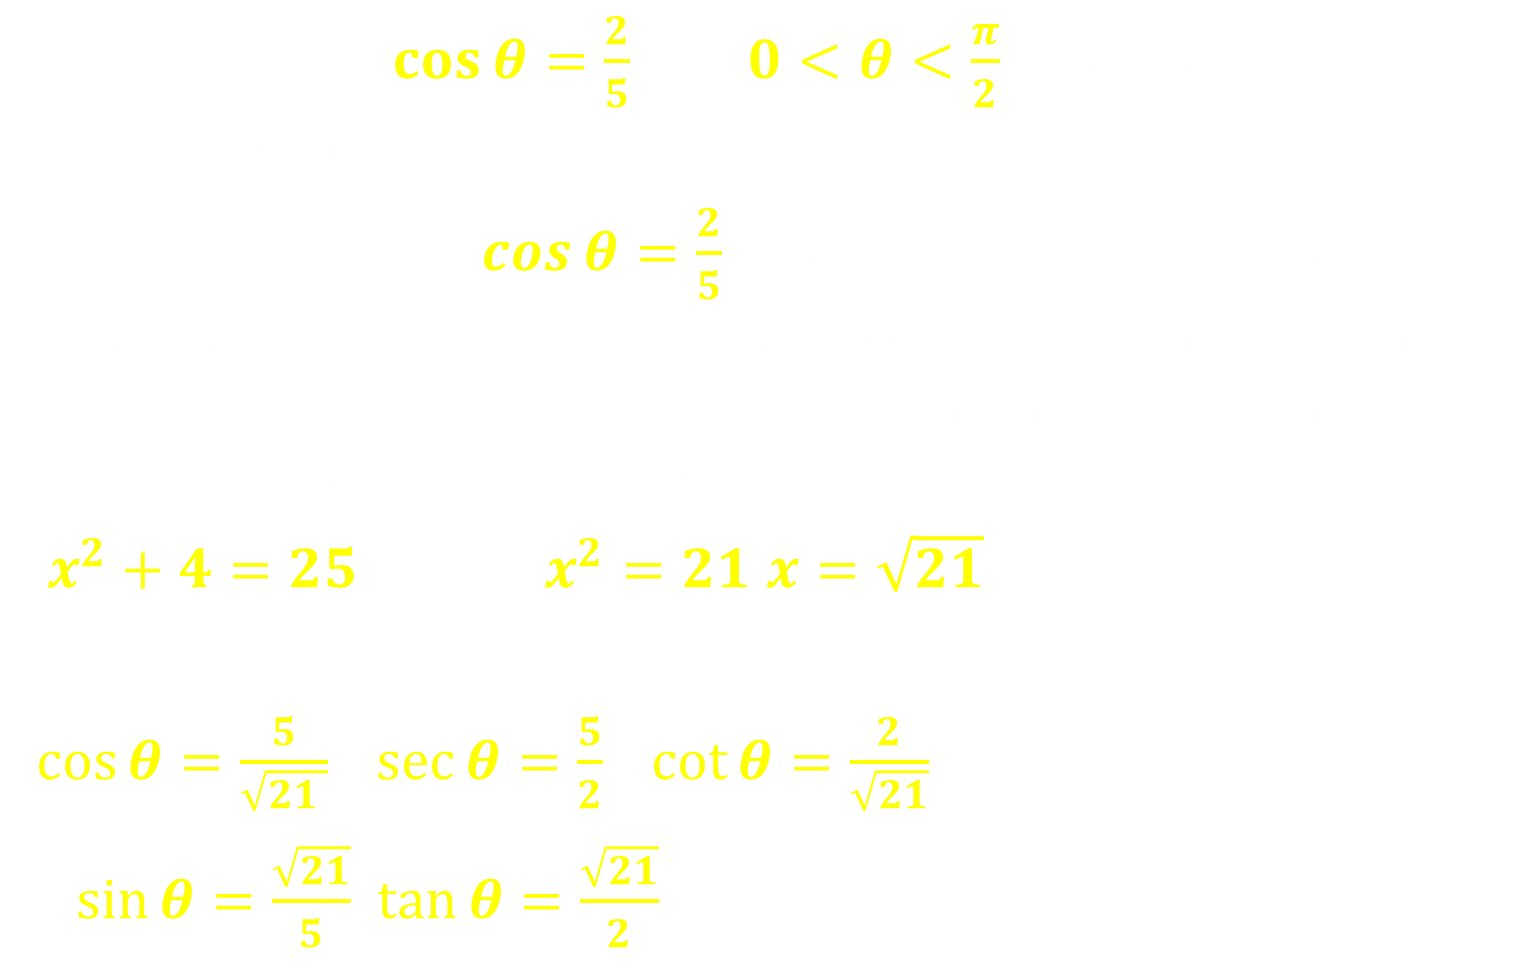 cos θ = 2/5 0 < θ < π/2
cos θ = 2/5
x² + 4 = 25 x² = 21 x = √21
cos θ = 5/√21 sec θ = 5/2 cot θ = 2/√21
sin θ = √21/5 tan θ = √21/2